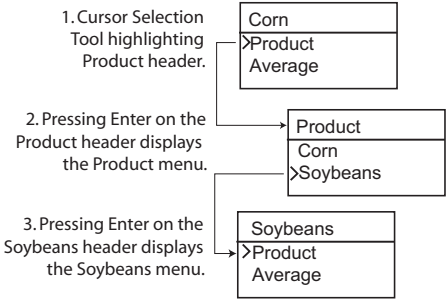 1. Cursor Selection
Tool highlighting
Product header.
Corn
>Product
Average
2. Pressing Enter on the
Product header displays
the Product menu.
Product
Corn
>Soybeans
3. Pressing Enter on the
Soybeans header displays
the Soybeans menu.
Soybeans
>Product
Average